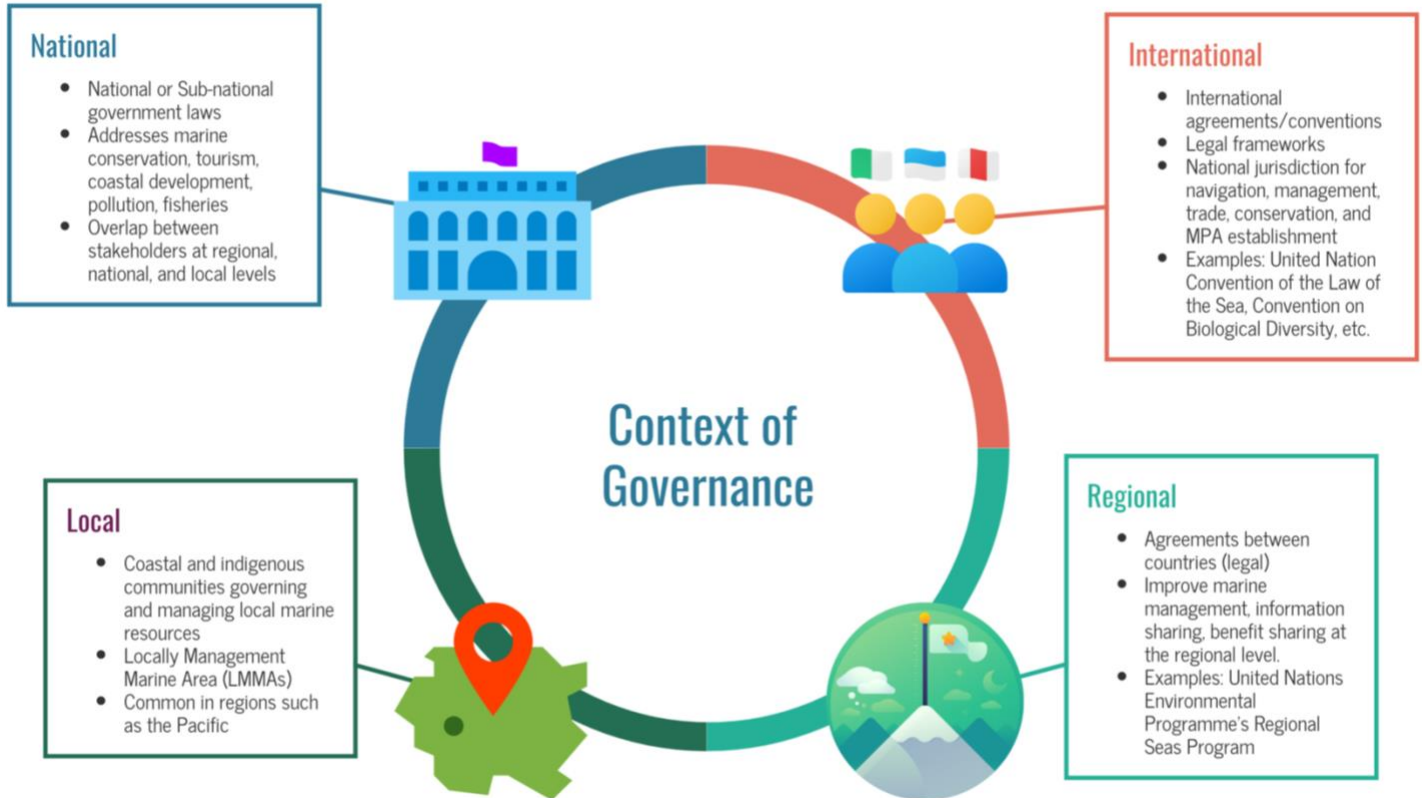 National
• National or Sub-national
government laws
• Addresses marine
conservation, tourism,
coastal development,
pollution, fisheries
• Overlap between
stakeholders at regional,
national, and local levels
International
• International
agreements/conventions
• Legal frameworks
• National jurisdiction for
navigation, management,
trade, conservation, and
MPA establishment
• Examples: United Nation
Convention of the Law of
the Sea, Convention on
Biological Diversity, etc.
Context of
Governance
Local
• Coastal and indigenous
communities governing
and managing local marine
resources
• Locally Management
Marine Area (LMMAs)
• Common in regions such
as the Pacific
Regional
• Agreements between
countries (legal)
• Improve marine
management, information
sharing, benefit sharing at
the regional level.
• Examples: United Nations
Environmental
Programme's Regional
Seas Program